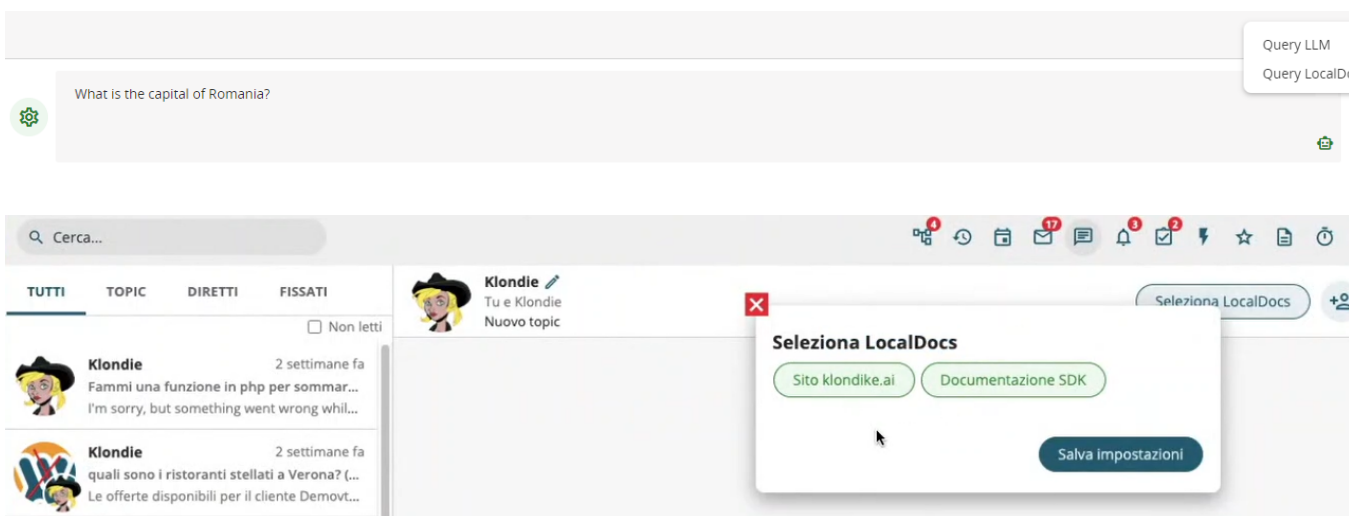 Query LLM
Query LocalDo
What is the capital of Romania?
Cerca...
4
17
3
2
TUTTI
TOPIC
DIRETTI
FISSATI
Non letti
Klondie
Tu e Klondie
Nuovo topic
Seleziona LocalDocs
Klondie
2 settimane fa
Fammi una funzione in php per sommar...
I'm sorry, but something went wrong whil...
Klondie
2 settimane fa
quali sono i ristoranti stellati a Verona? (...
Le offerte disponibili per il cliente Demovt...
Seleziona LocalDocs
Sito klondike.ai
Documentazione SDK
Salva impostazioni